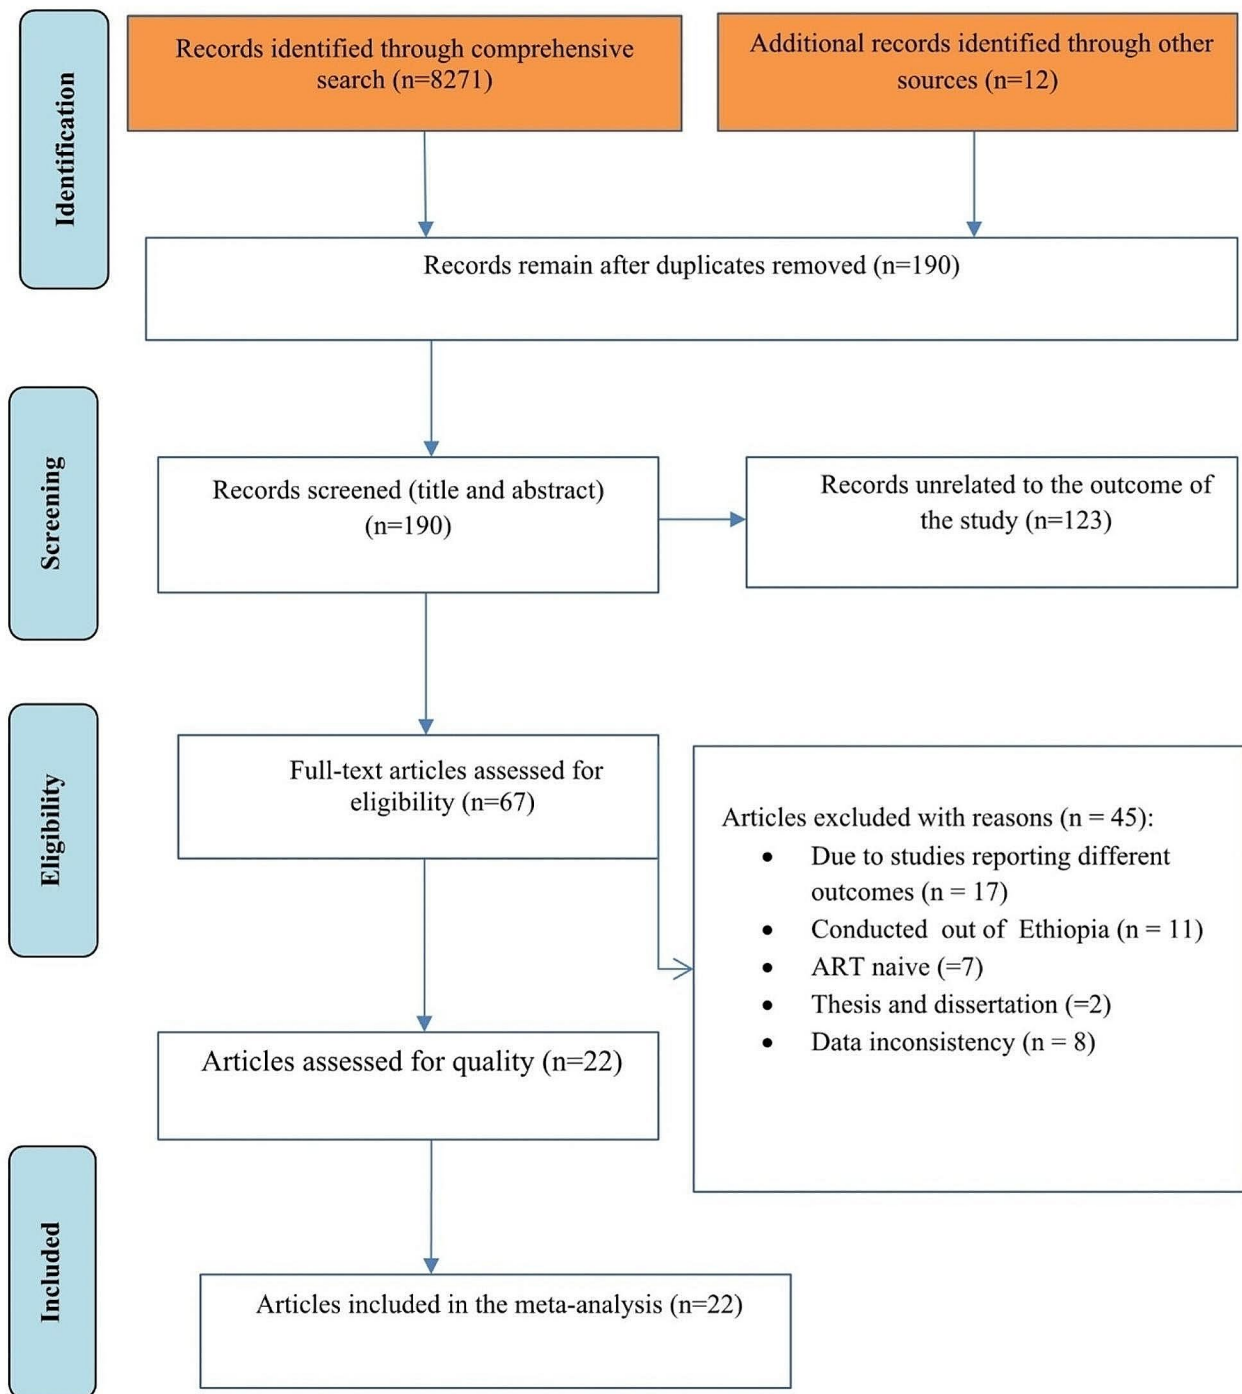 Identification
Records identified through comprehensive
search (n=8271)
Additional records identified through other
sources (n=12)
Records remain after duplicates removed (n=190)
Screening
Records screened (title and abstract)
(n=190)
Records unrelated to the outcome of
the study (n=123)
Eligibility
Full-text articles assessed for
eligibility (n=67)
Articles excluded with reasons (n = 45):
• Due to studies reporting different
outcomes (n = 17)
• Conducted out of Ethiopia (n = 11)
• ART naive (=7)
• Thesis and dissertation (=2)
• Data inconsistency (n = 8)
Articles assessed for quality (n=22)
Included
Articles included in the meta-analysis (n=22)